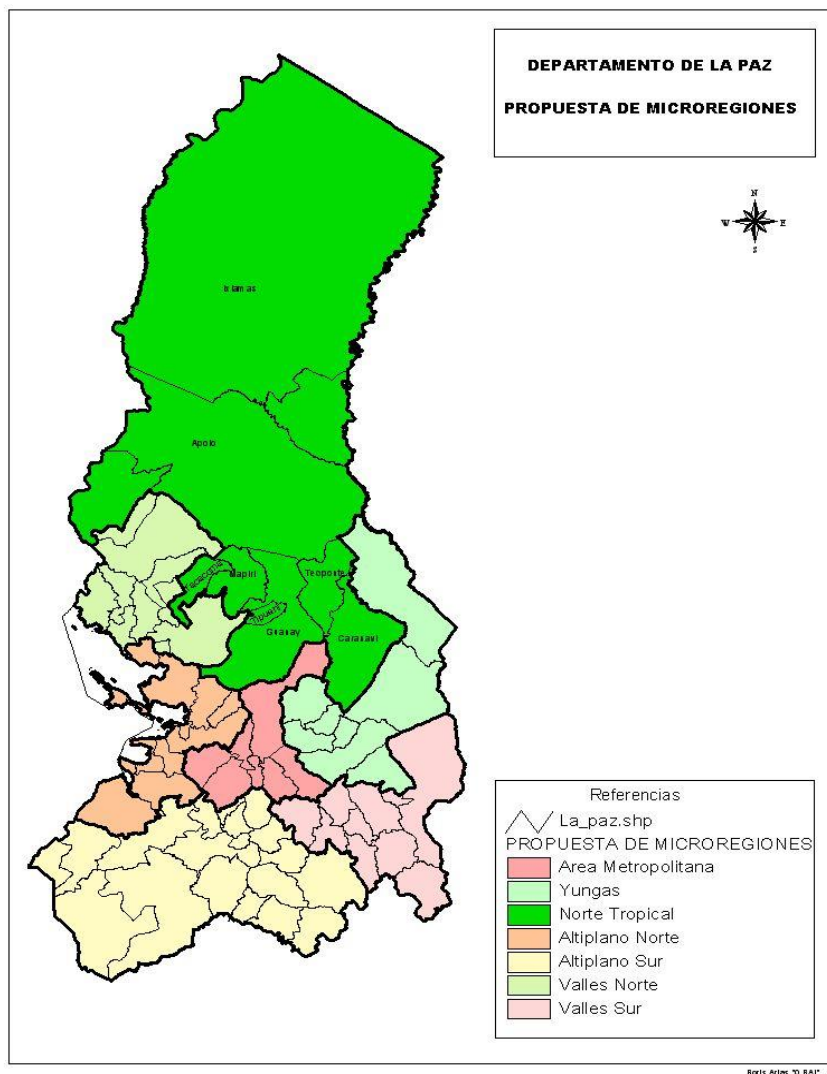 DEPARTAMENTO DE LA PAZ
PROPUESTA DE MICROREGIONES
N
W E
S
Ixiamas
Apolo
Mapiri
Teoponte
Guanay
Caranavi
Referencias
La_paz.shp
PROPUESTA DE MICROREGIONES
Area Metropolitana
Yungas
Norte Tropical
Altiplano Norte
Altiplano Sur
Valles Norte
Valles Sur